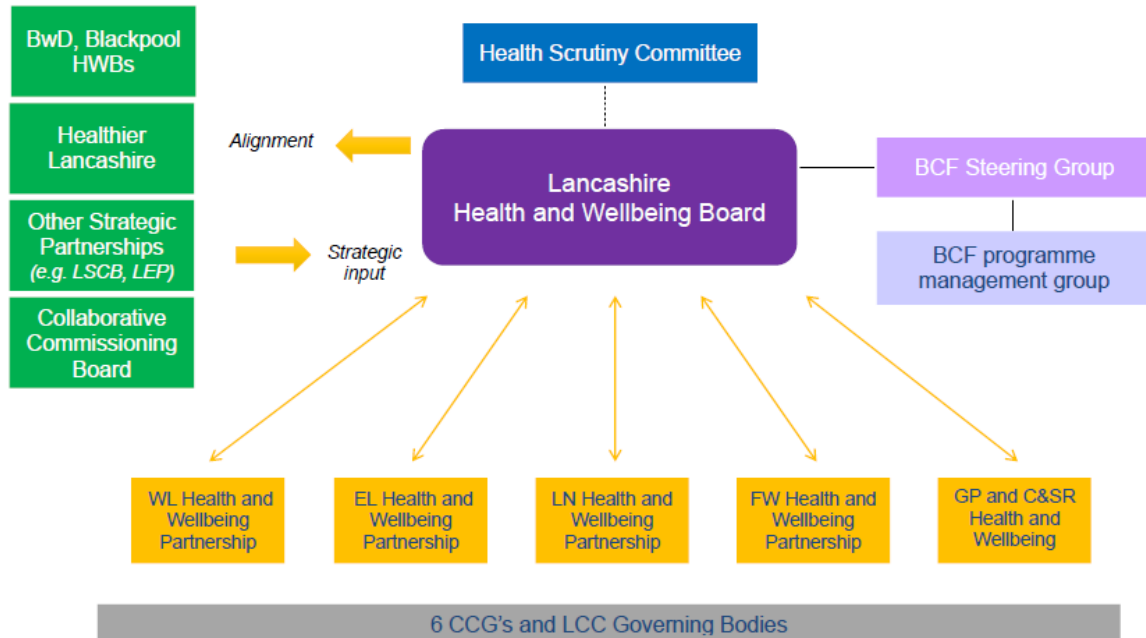 BwD, Blackpool
HWBs
Health Scrutiny Committee
Healthier
Lancashire
Alignment
Lancashire
Health and Wellbeing Board
BCF Steering Group
Other Strategic
Partnerships
(e.g. LSCB, LEP)
Strategic
input
BCF programme
management group
Collaborative
Commissioning
Board
WL Health and
Wellbeing
Partnership
EL Health and
Wellbeing
Partnership
LN Health and
Wellbeing
Partnership
FW Health and
Wellbeing
Partnership
GP and C&SR
Health and
Wellbeing
6 CCG's and LCC Governing Bodies